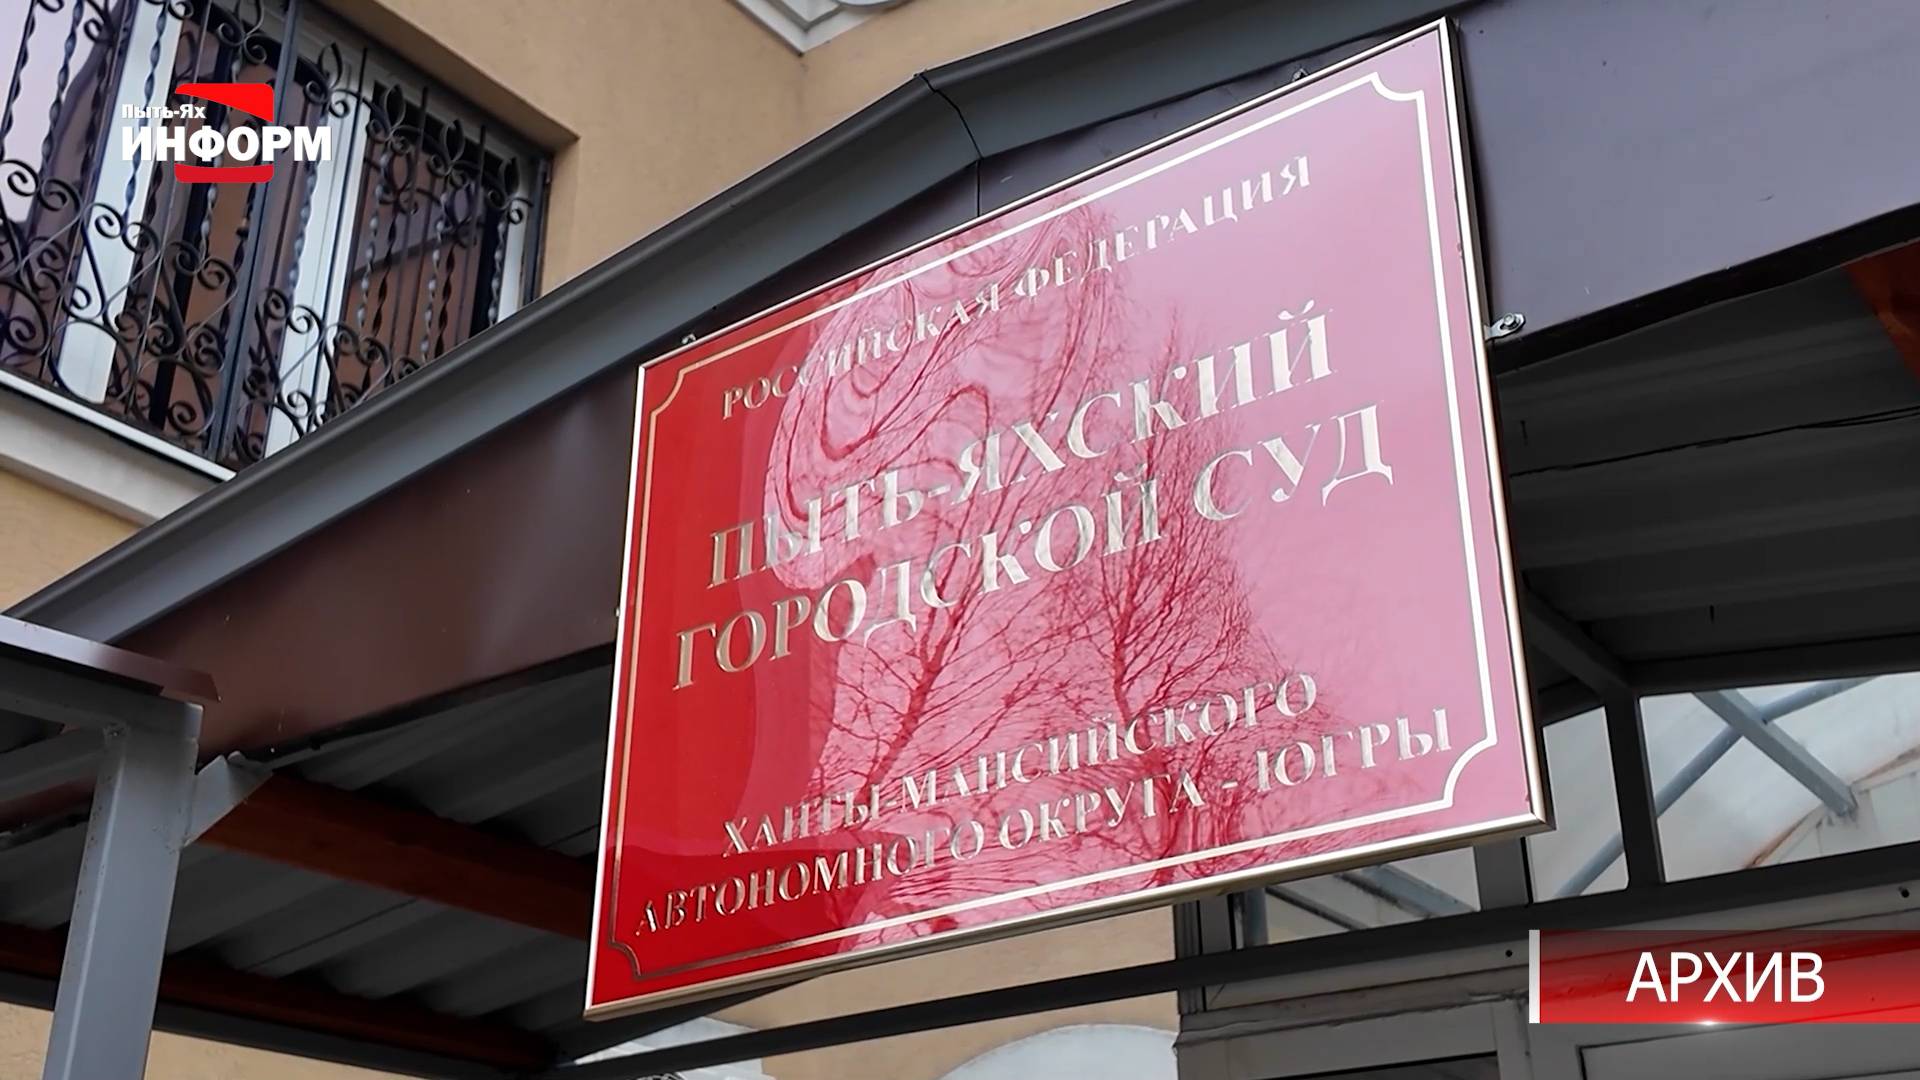 Пыть-Ях
ИНФОРМ
РОССИЙСКАЯ ФЕДЕРАЦИЯ
ПЫТЬ-ЯХСКИЙ
ГОРОДСКОЙ СУД
ХАНТЫ-МАНСИЙСКОГО
АВТОНОМНОГО ОКРУГА - ЮГРЫ
АРХИВ